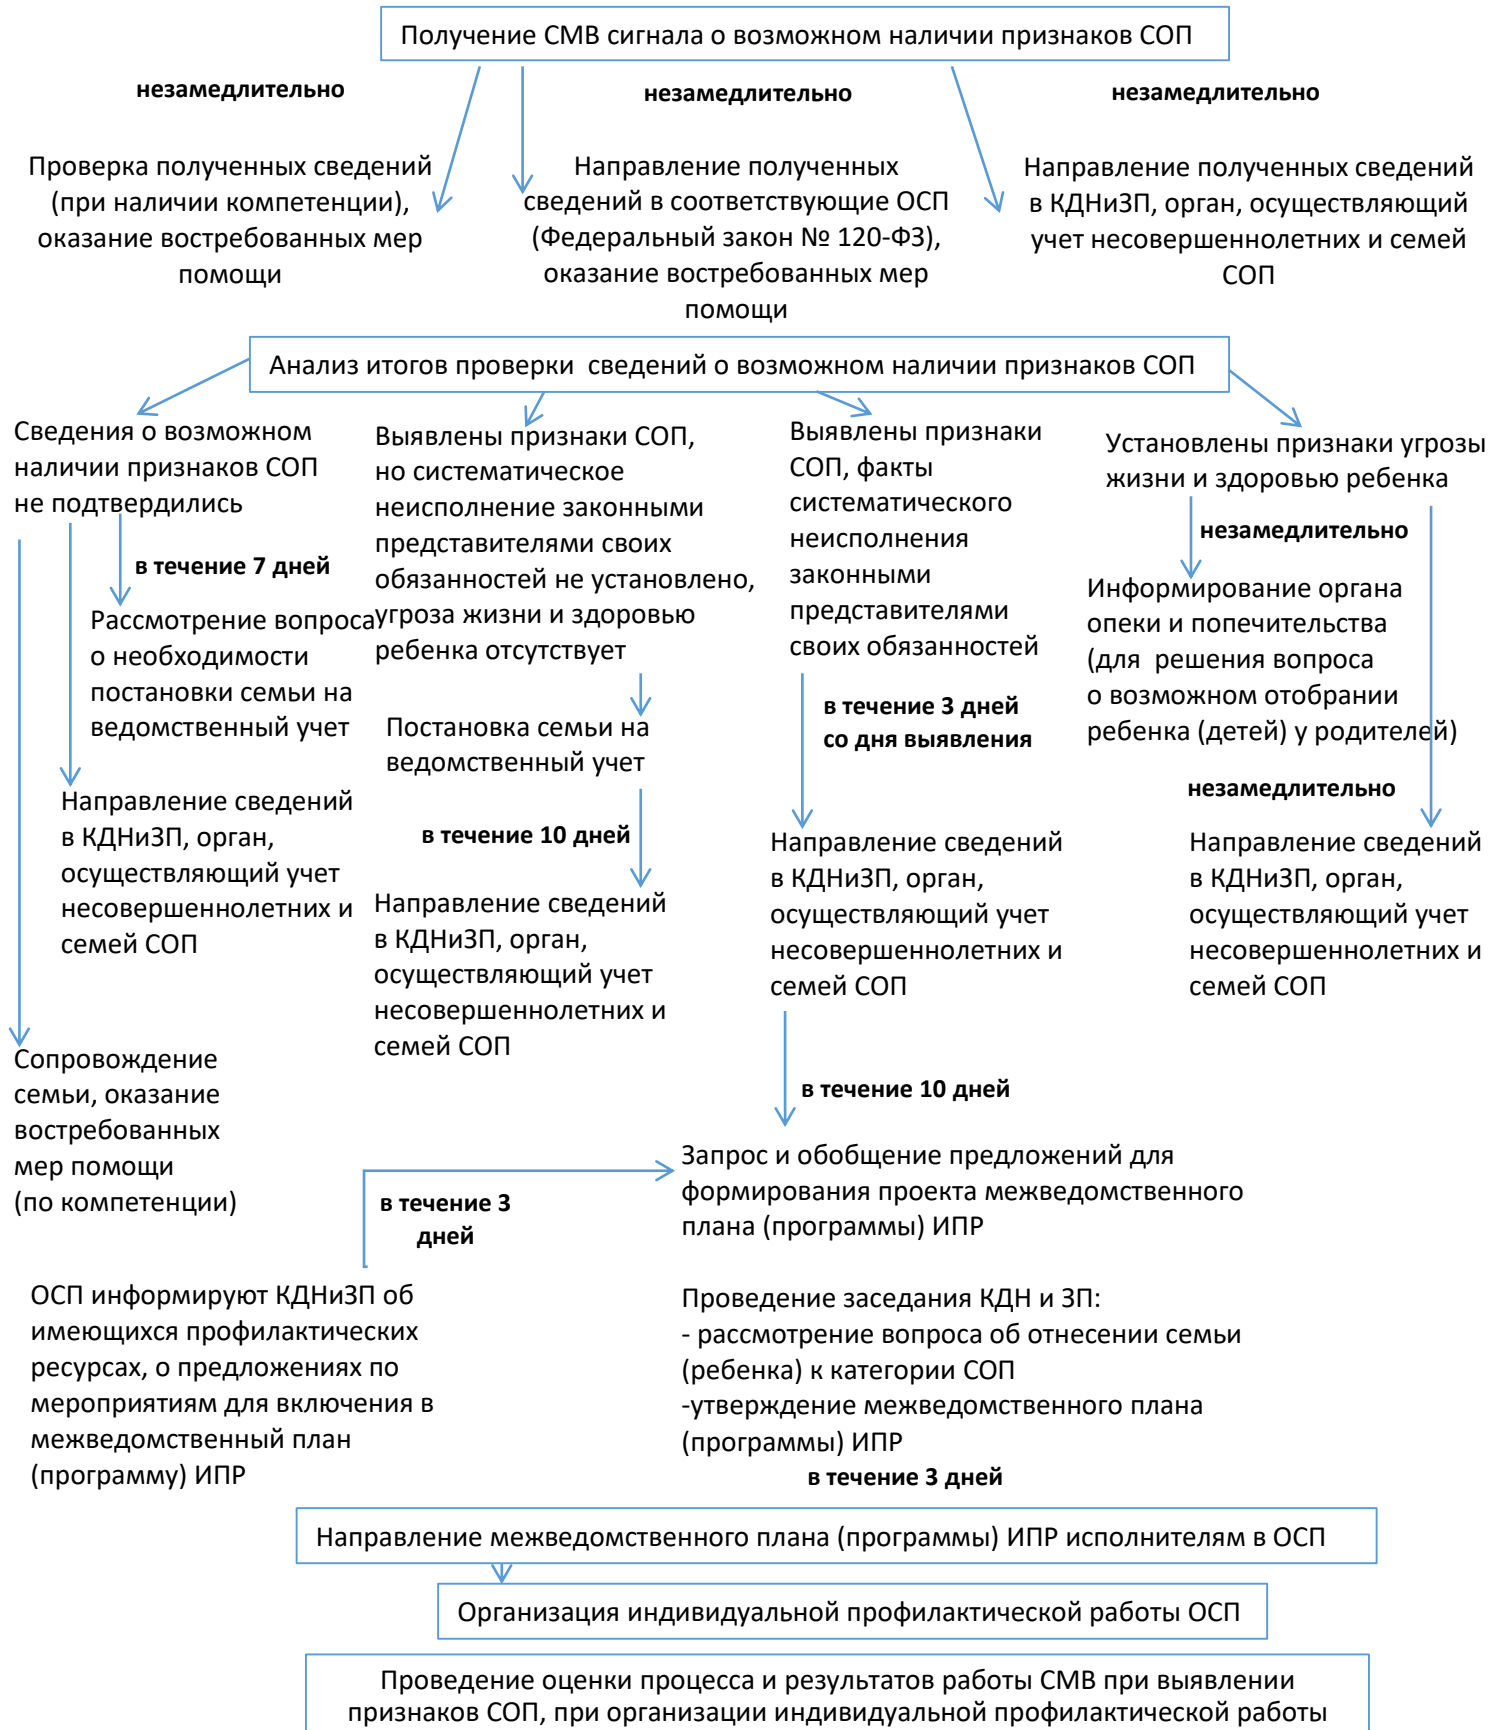 Получение СМВ сигнала о возможном наличии признаков СОП
незамедлительно
незамедлительно
незамедлительно
Проверка полученных сведений
(при наличии компетенции),
оказание востребованных мер
помощи
Направление полученных
сведений в соответствующие ОСП
(Федеральный закон № 120-ФЗ),
оказание востребованных мер
помощи
Направление полученных сведений
в КДНиЗП, орган, осуществляющий
учет несовершеннолетних и семей
СОП
Анализ итогов проверки сведений о возможном наличии признаков СОП
Сведения о возможном
наличии признаков СОП
не подтвердились
в течение 7 дней
Рассмотрение вопроса
о необходимости
постановки семьи на
ведомственный учет
Направление сведений
в КДНиЗП, орган,
осуществляющий учет
несовершеннолетних и
семей СОП
Сопровождение
семьи, оказание
востребованных
мер помощи
(по компетенции)
Выявлены признаки СОП,
но систематическое
неисполнение законными
представителями своих
обязанностей не установлено,
угроза жизни и здоровью
ребенка отсутствует
Постановка семьи на
ведомственный учет
в течение 10 дней
Направление сведений
в КДНиЗП, орган,
осуществляющий учет
несовершеннолетних и
семей СОП
Выявлены признаки
СОП, факты
систематического
неисполнения
законными
представителями
своих обязанностей
в течение 3 дней
со дня выявления
Направление сведений
в КДНиЗП, орган,
осуществляющий учет
несовершеннолетних и
семей СОП
Установлены признаки угрозы
жизни и здоровью ребенка
незамедлительно
Информирование органа
опеки и попечительства
(для решения вопроса
о возможном отобрании
ребенка (детей) у родителей)
незамедлительно
Направление сведений
в КДНиЗП, орган,
осуществляющий учет
несовершеннолетних и
семей СОП
в течение 10 дней
Запрос и обобщение предложений для
формирования проекта межведомственного
плана (программы) ИПР
в течение 3
дней
ОСП информируют КДНиЗП об
имеющихся профилактических
ресурсах, о предложениях по
мероприятиям для включения в
межведомственный план
(программу) ИПР
Проведение заседания КДН и ЗП:
- рассмотрение вопроса об отнесении семьи
(ребенка) к категории СОП
-утверждение межведомственного плана
(программы) ИПР
в течение 3 дней
Направление межведомственного плана (программы) ИПР исполнителям в ОСП
Организация индивидуальной профилактической работы ОСП
Проведение оценки процесса и результатов работы СМВ при выявлении
признаков СОП, при организации индивидуальной профилактической работы